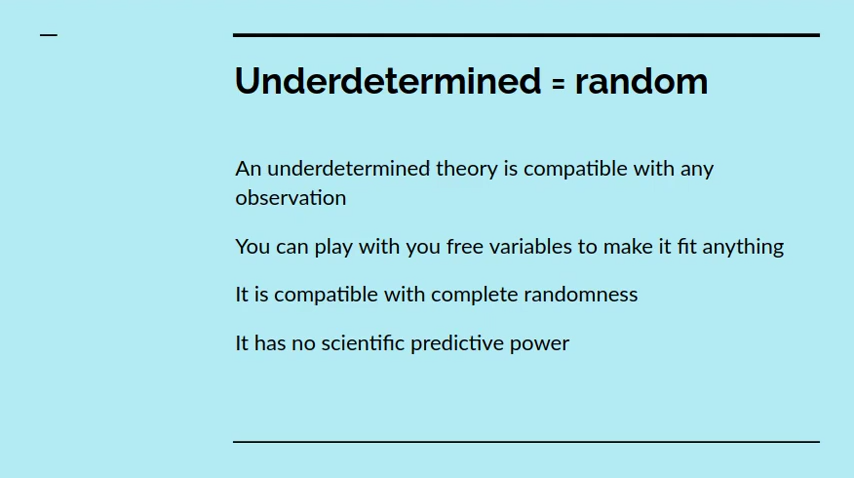 Underdetermined = random
An underdetermined theory is compatible with any
observation
You can play with you free variables to make it fit anything
It is compatible with complete randomness
It has no scientific predictive power